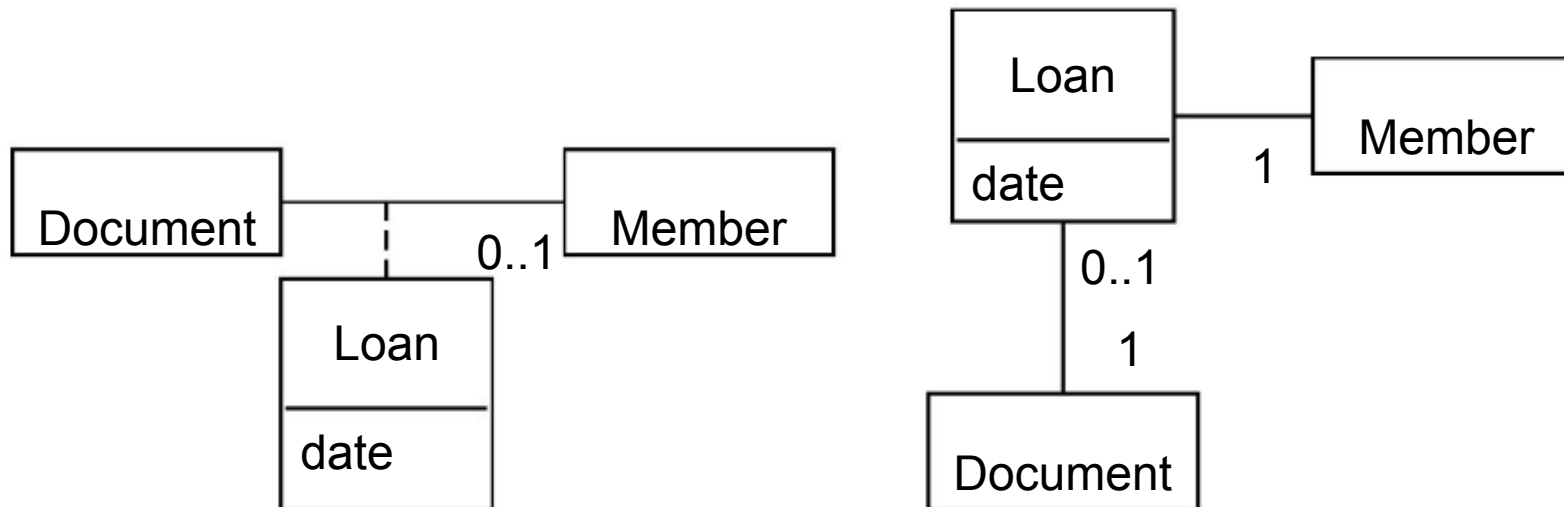 Document
Member
0..1
Loan
date
Loan
date
Member
1
0..1
1
Document